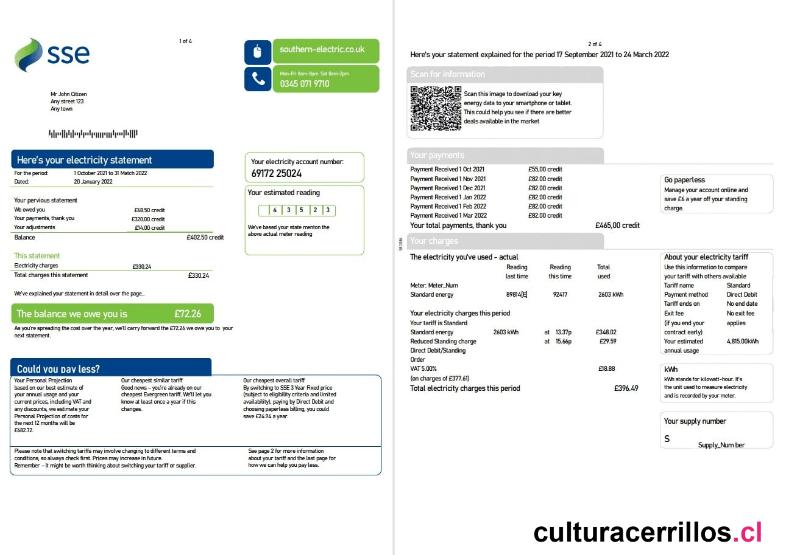 1 of 4
sse
southern-electric.co.uk
Mon-Fri 8am-8pm Sat 8am-2pm
0345 071 9710
Mr John Citizen
Any street 123
Any town
Here's your electricity statement
For the period: 1 October 2021 to 31 March 2022
Dated: 20 January 2022
Your pervious statement
We owed you £68.50 credit
Your payments, thank you £320.00 credit
Your adjustments £14.00 credit
Balance £402.50 credit
This statement
Electricity charges £330.24
Total charges this statement £330.24
We've explained your statement in detail over the page..
The balance we owe you is £72.26
As you're spreading the cost over the year, we'll carry forward the £72.26 we owe you to your
next statement.
Your electricity account number:
69172 25024
Your estimated reading
4 3 5 2 3
We've based your state mention the
above actual meter reading
Could you pay less?
Your Personal Projection
based on our best estimate of
your annual usage and your
current prices, including VAT and
any discounts, we estimate your
Personal Projection of costs for
the next 12 months will be
£682.72.
Our cheapest similar tariff
Good news – you're already on our
cheapest Evergreen tariff. We'll let you
know at least once a year if this
changes.
Our cheapest overall tariff
By switching to SSE 3 Year Fixed price
(subject to eligibility criteria and limited
availability), paying by Direct Debit and
choosing paperless billing, you could
save £24.74 a year.
Please note that switching tariffs may involve changing to different terms and
conditions, so always check first. Prices may increase in future.
Remember – it might be worth thinking about switching your tariff or supplier.
See page 2 for more information
about your tariff and the last page for
how we can help you pay less.
2 of 4
Here's your statement explained for the period 17 September 2021 to 24 March 2022
Scan for information
Scan this image to download your key
energy data to your smartphone or tablet.
This could help you see if there are better
deals available in the market
Your payments
Payment Received 1 Oct 2021 £55,00 credit
Payment Received 1 Nov 2021 £82.00 credit
Payment Received 1 Dec 2021 £82.00 credit
Payment Received 1 Jan 2022 £82.00 credit
Payment Received 1 Feb 2022 £82.00 credit
Payment Received 1 Mar 2022 £82.00 credit
Your total payments, thank you £465,00 credit
Go paperless
Manage your account online and
save £6 a year off your standing
charge.
Your charges
The electricity you've used - actual
Reading last time Reading this time Total used
Meter: Meter_Num
Standard energy 89814[E] 92417 2603 kWh
Your electricity charges this period
Your tariff is Standard
Standard energy 2603 kWh at 13.37p £348.02
Reduced Standing charge at 15.66p £29.59
Direct Debit/Standing
Order
VAT 5.00% £18.88
(on charges of £377.61)
Total electricity charges this period £396.49
About your electricity tariff
Use this information to compare
your tariff with others available
Tariff name Standard
Payment method Direct Debit
Tariff ends on No end date
Exit fee No exit fee
(if you end your applies
contract early)
Your estimated 4,815.00kWh
annual usage
kWh
kWh stands for kilowatt-hour. It's
the unit used to measure electricity
and is recorded by your meter.
Your supply number
S
Supply_Number
culturacerrillos.cl